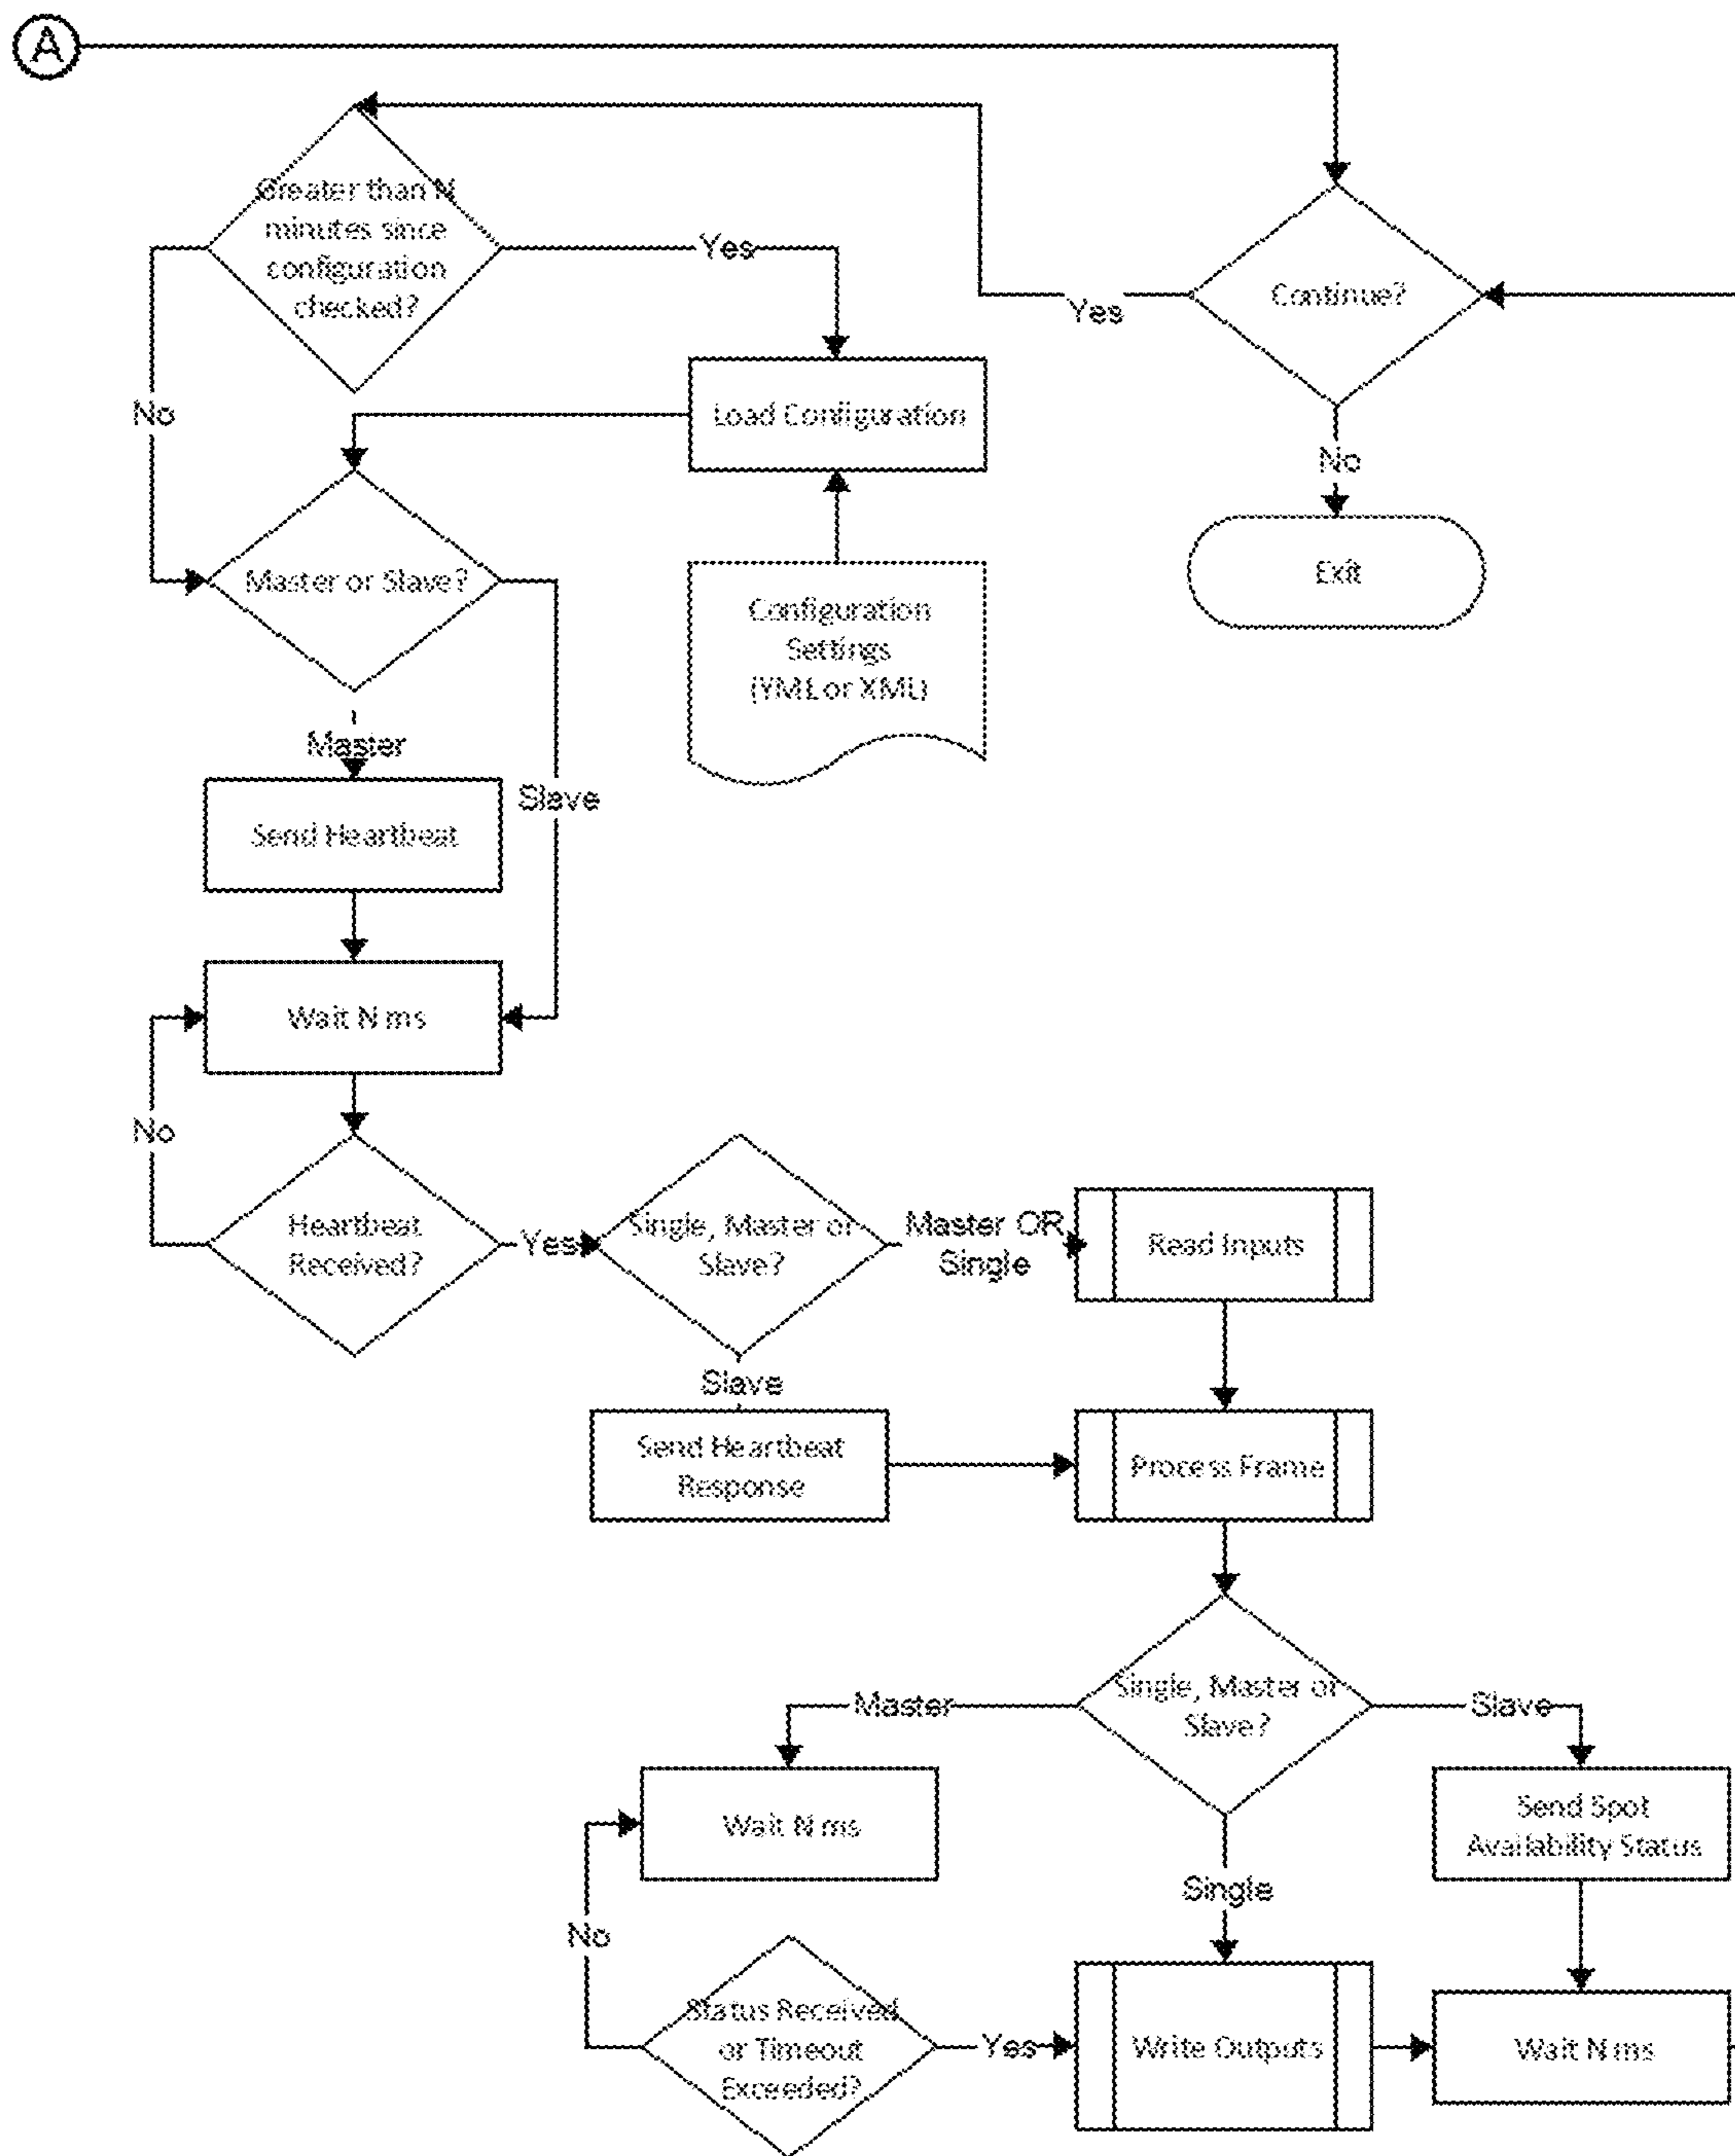 A
Greater than N
minutes since
configuration
checked?
Yes
Yes
Continue?
No
Load Configuration
No
Master or Slave?
Configuration
Settings
(YML or XML)
Exit
Master
Slave
Send Heartbeat
Wait N ms
No
Heartbeat
Received?
Yes
Single, Master or
Slave?
Master OR
Single
Read Inputs
Slave
Send Heartbeat
Response
Process Frame
Single, Master or
Slave?
Master
Slave
Wait N ms
Send Spot
Availability Status
Single
No
Status Received
or Timeout
Exceeded?
Yes
Write Outputs
Wait N ms